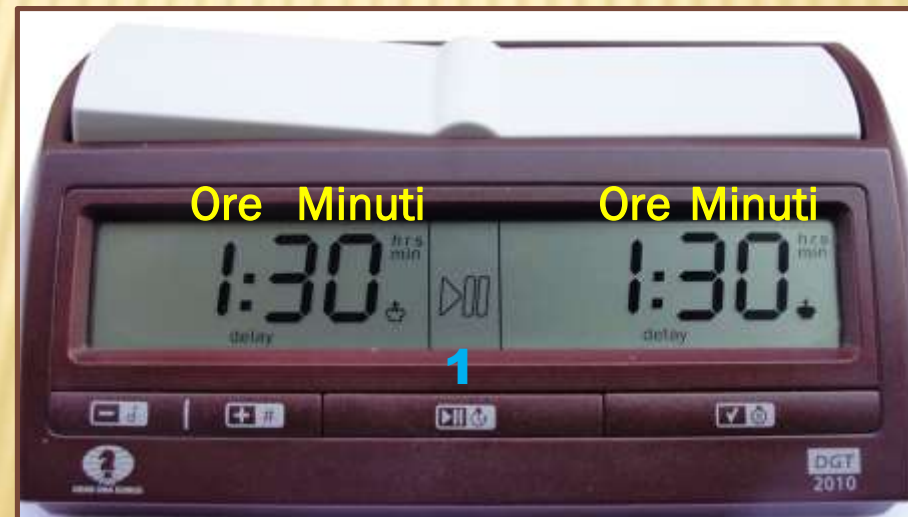 Ore Minuti Ore Minuti
1:30 hrs min 1:30 hrs min
delay delay
1
DGT
2010